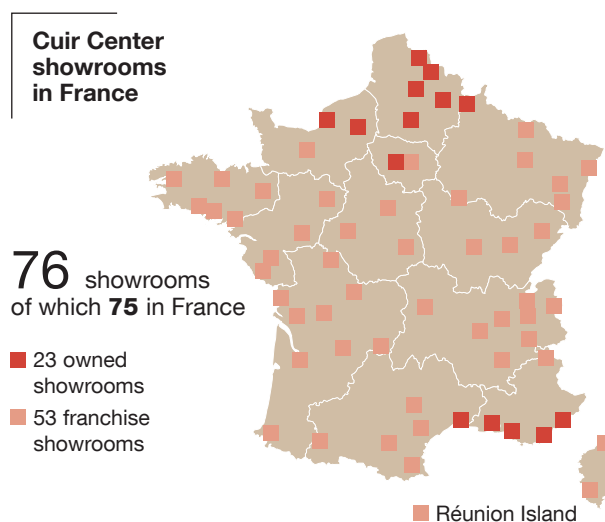 Cuir Center
showrooms
in France
76 showrooms
of which 75 in France
23 owned
showrooms
53 franchise
showrooms
Réunion Island